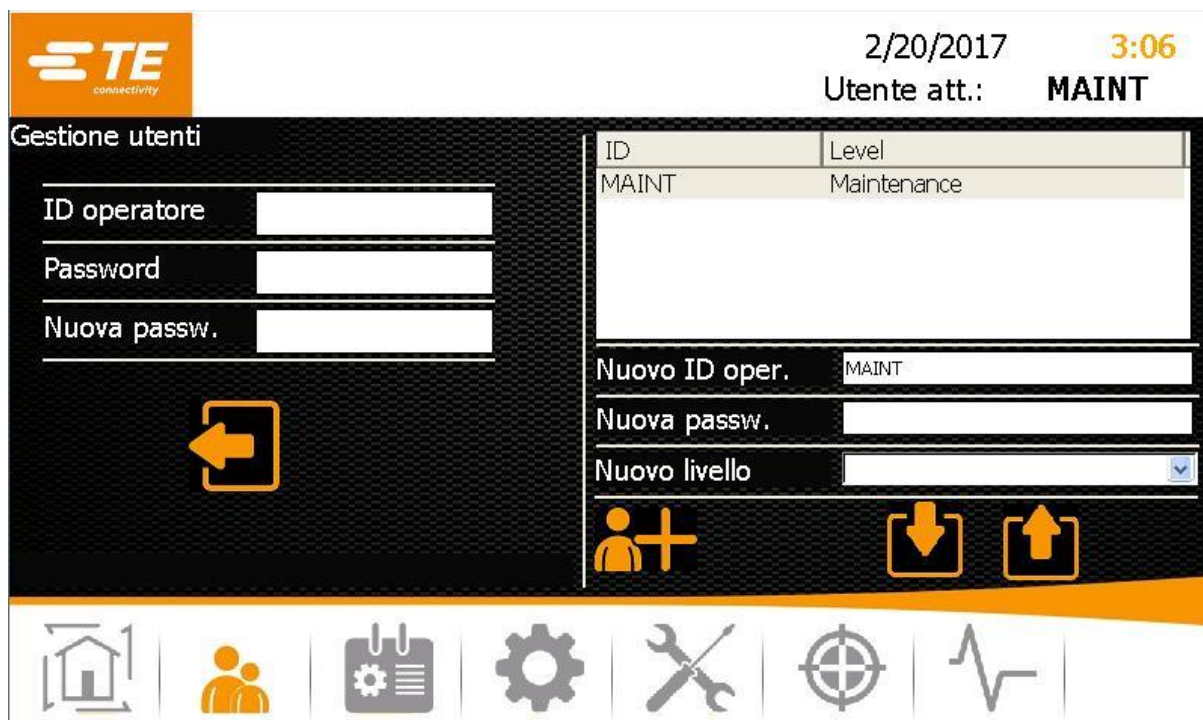 TE
connectivity
2/20/2017 3:06
Utente att.: MAINT
Gestione utenti
ID operatore
Password
Nuova passw.
ID Level
MAINT Maintenance
Nuovo ID oper. MAINT
Nuova passw.
Nuovo livello